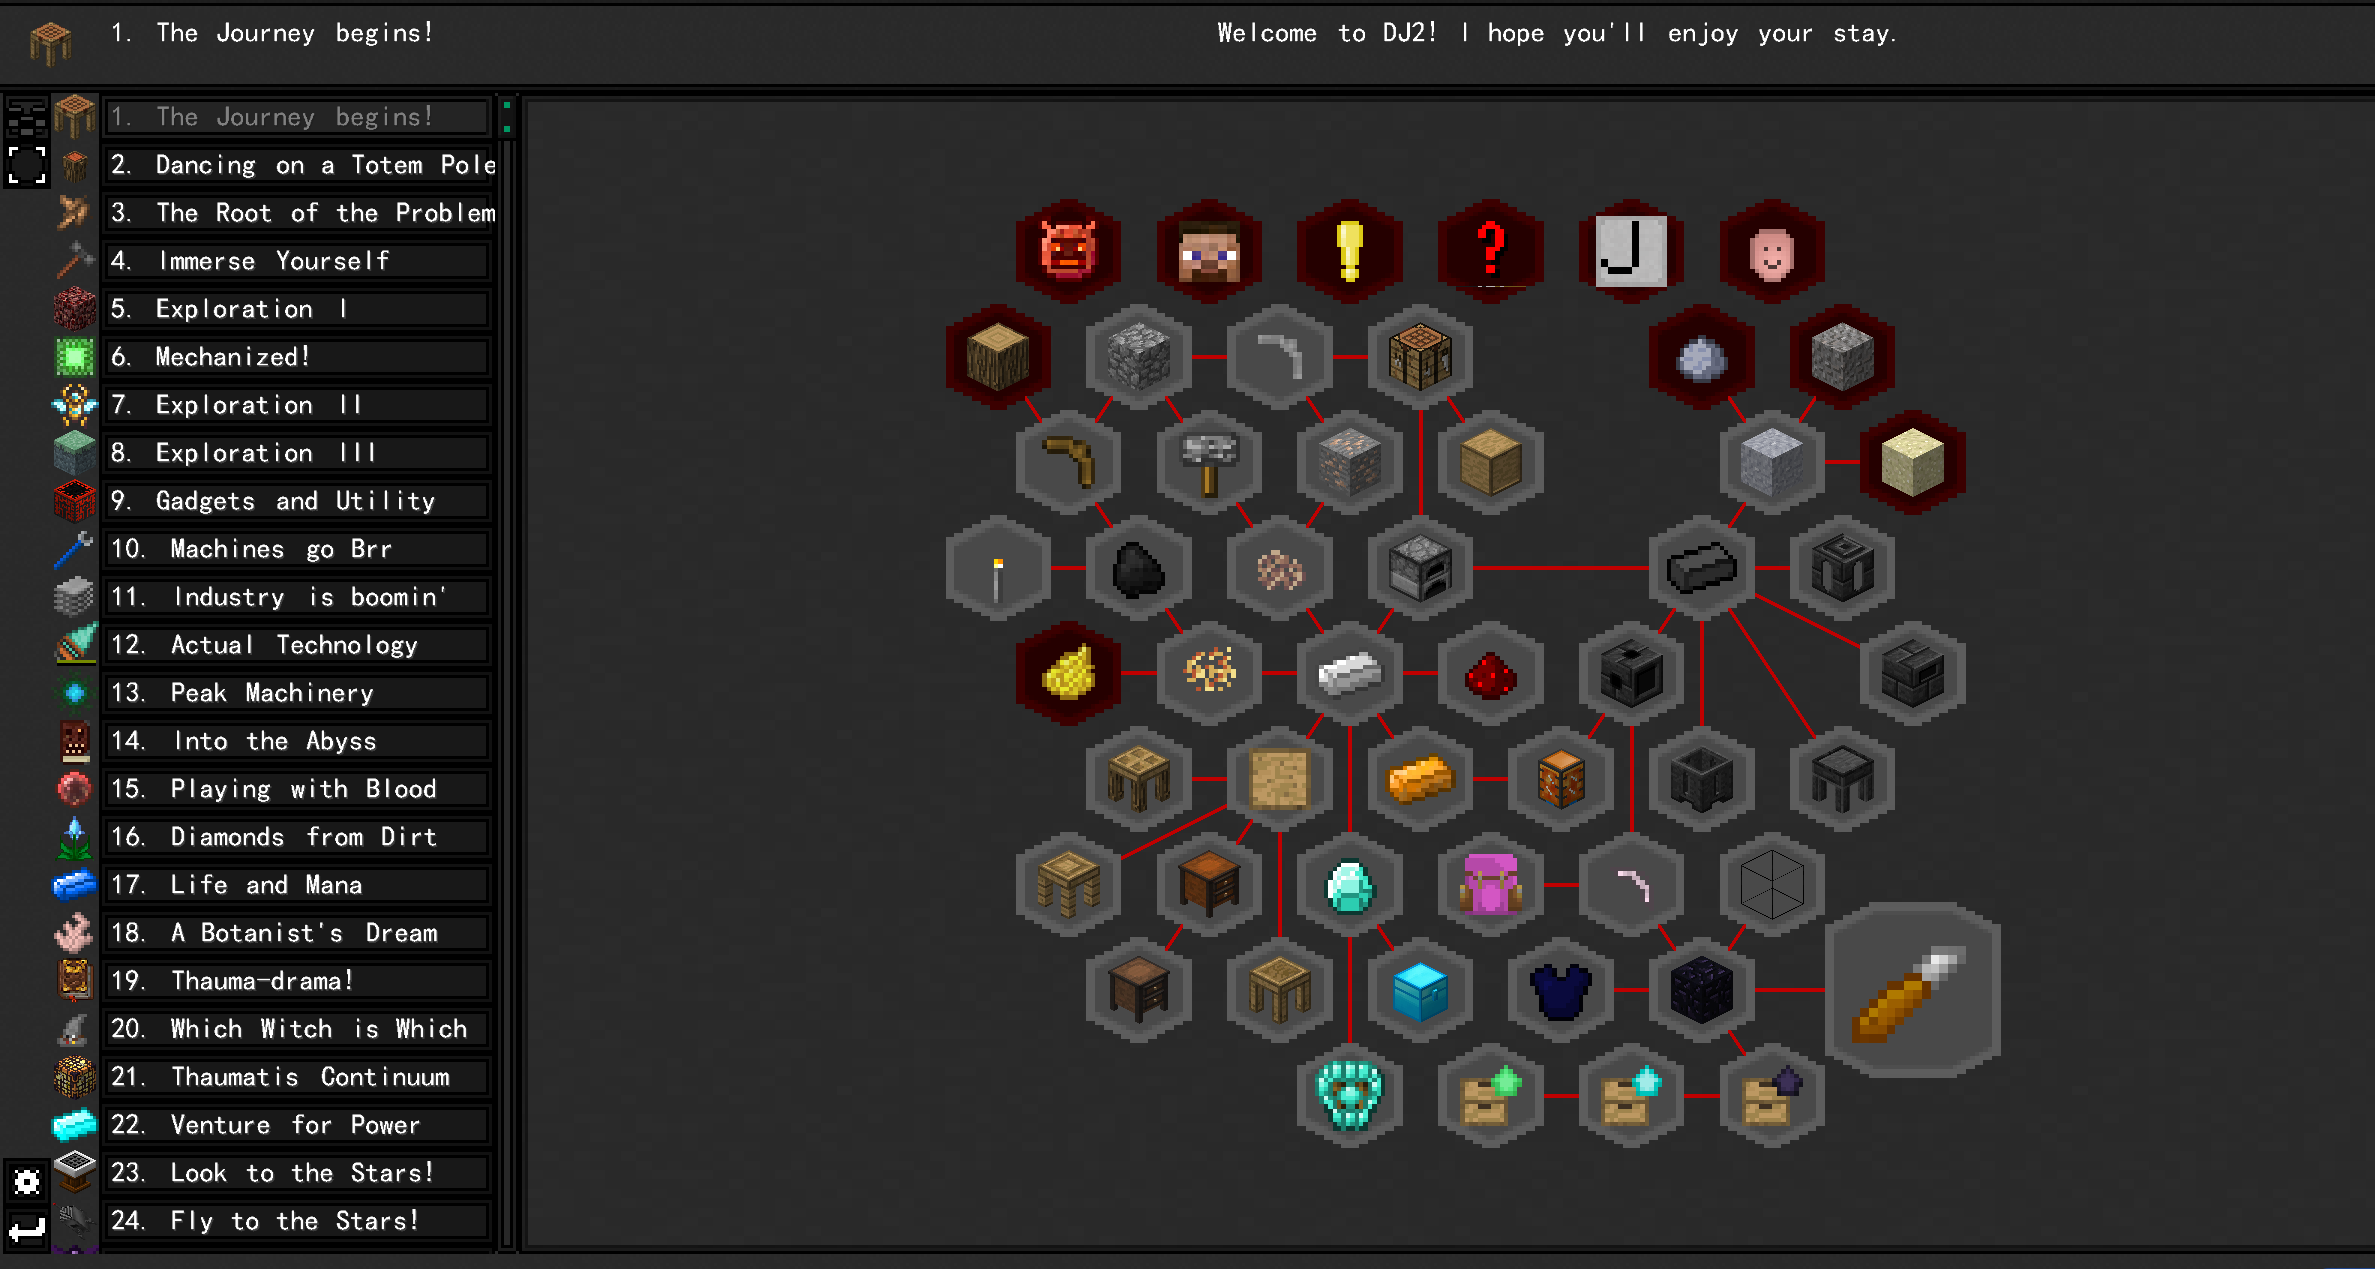 1. The Journey begins!
Welcome to DJ2! I hope you'll enjoy your stay.
1. The Journey begins!
2. Dancing on a Totem Pole
3. The Root of the Problem
4. Immerse Yourself
5. Exploration I
6. Mechanized!
7. Exploration II
8. Exploration III
9. Gadgets and Utility
10. Machines go Brr
11. Industry is boomin'
12. Actual Technology
13. Peak Machinery
14. Into the Abyss
15. Playing with Blood
16. Diamonds from Dirt
17. Life and Mana
18. A Botanist's Dream
19. Thauma-drama!
20. Which Witch is Which
21. Thaumatis Continuum
22. Venture for Power
23. Look to the Stars!
24. Fly to the Stars!
! ? J